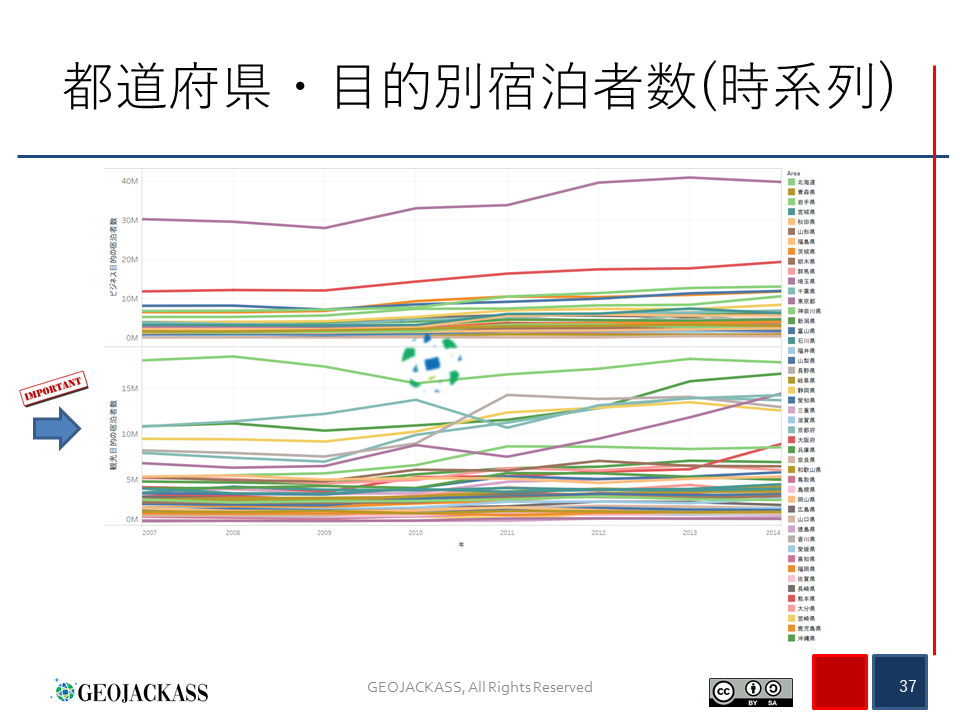 都道府県・目的別宿泊者数(時系列)
40M
30M
20M
10M
0M
ビジネス目的の宿泊者数
15M
10M
5M
0M
観光目的の宿泊者数
2007
2008
2009
2010
2011
2012
2013
2014
年
Area
北海道
青森県
岩手県
宮城県
秋田県
山形県
福島県
茨城県
栃木県
群馬県
埼玉県
千葉県
東京都
神奈川県
新潟県
富山県
石川県
福井県
山梨県
長野県
岐阜県
静岡県
愛知県
三重県
滋賀県
京都府
大阪府
兵庫県
奈良県
和歌山県
鳥取県
島根県
岡山県
広島県
山口県
徳島県
香川県
愛媛県
高知県
福岡県
佐賀県
長崎県
熊本県
大分県
宮崎県
鹿児島県
沖縄県
IMPORTANT
GEOJACKASS
GEOJACKASS, All Rights Reserved
cc
BY SA
37